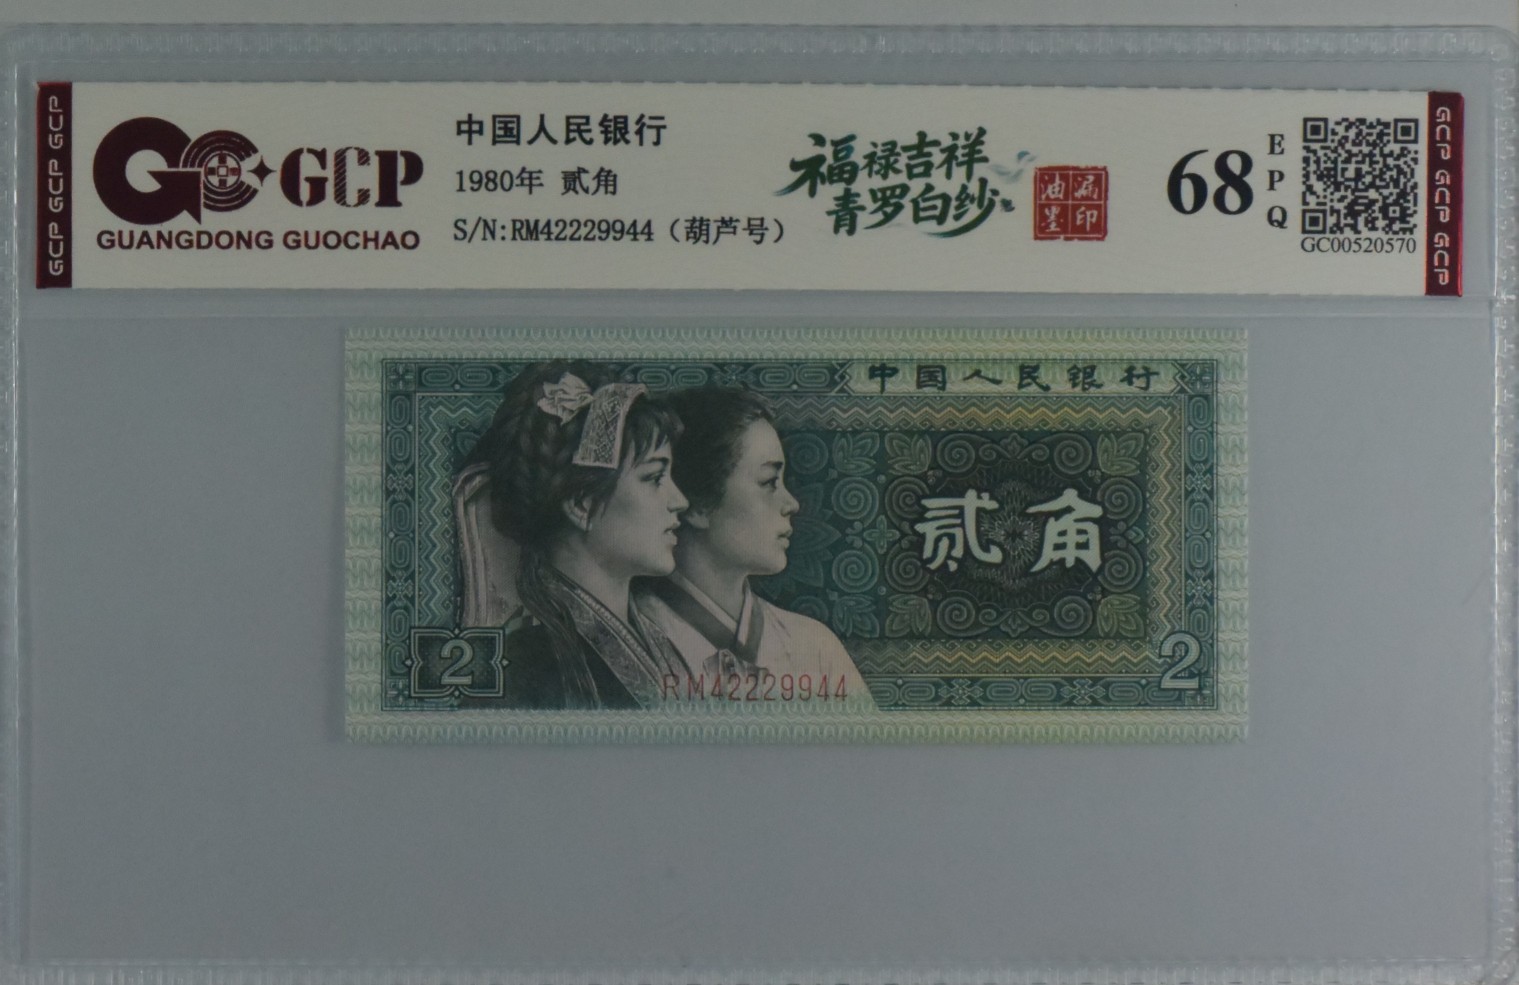 GCP GCP GCP
GCP
GUANGDONG GUOCHAO
中国人民银行
1980年 贰角
S/N:RM42229944（葫芦号）
福禄吉祥
青罗白纱
油墨
漏印
68
EPQ
GC00520570
GCP GCP GCP
中国人民银行
贰角
2
2
RM42229944